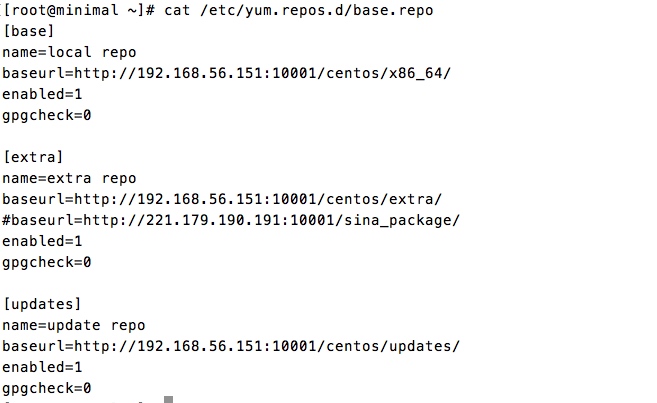 [root@minimal ~]# cat /etc/yum.repos.d/base.repo
[base]
name=local repo
baseurl=http://192.168.56.151:10001/centos/x86_64/
enabled=1
gpgcheck=0
[extra]
name=extra repo
baseurl=http://192.168.56.151:10001/centos/extra/
#baseurl=http://221.179.190.191:10001/sina_package/
enabled=1
gpgcheck=0
[updates]
name=update repo
baseurl=http://192.168.56.151:10001/centos/updates/
enabled=1
gpgcheck=0